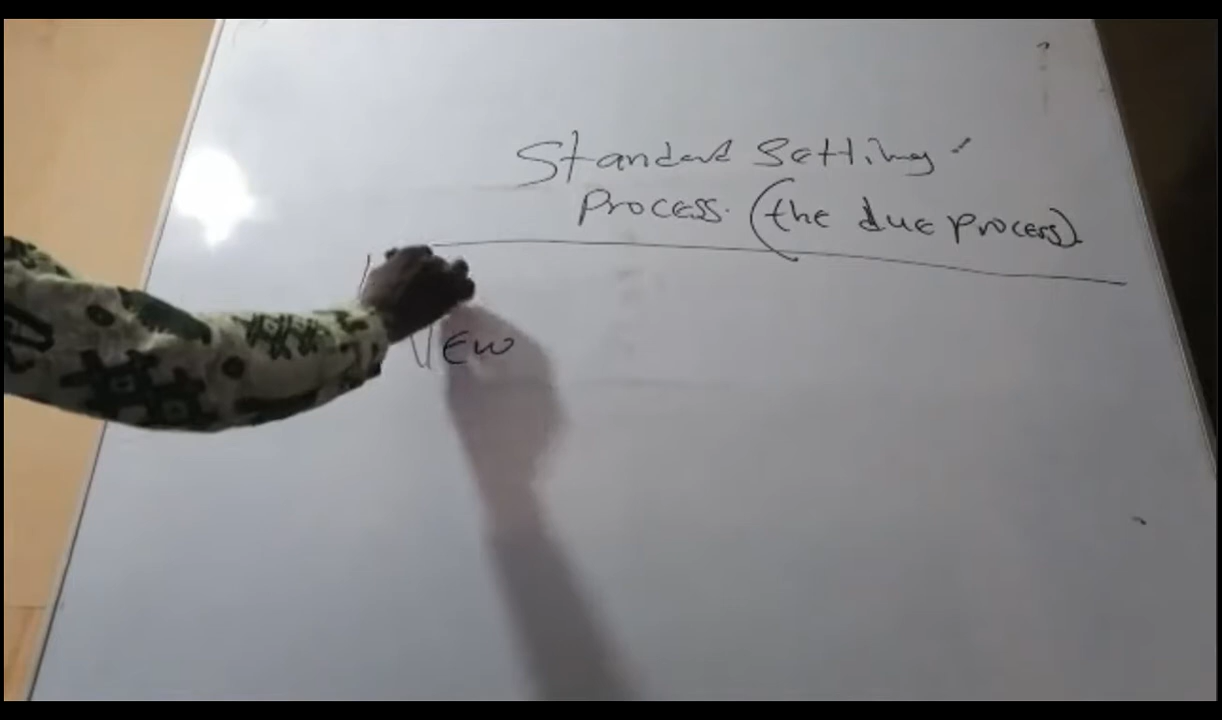 Standard Setting
Process. (the due process).
New